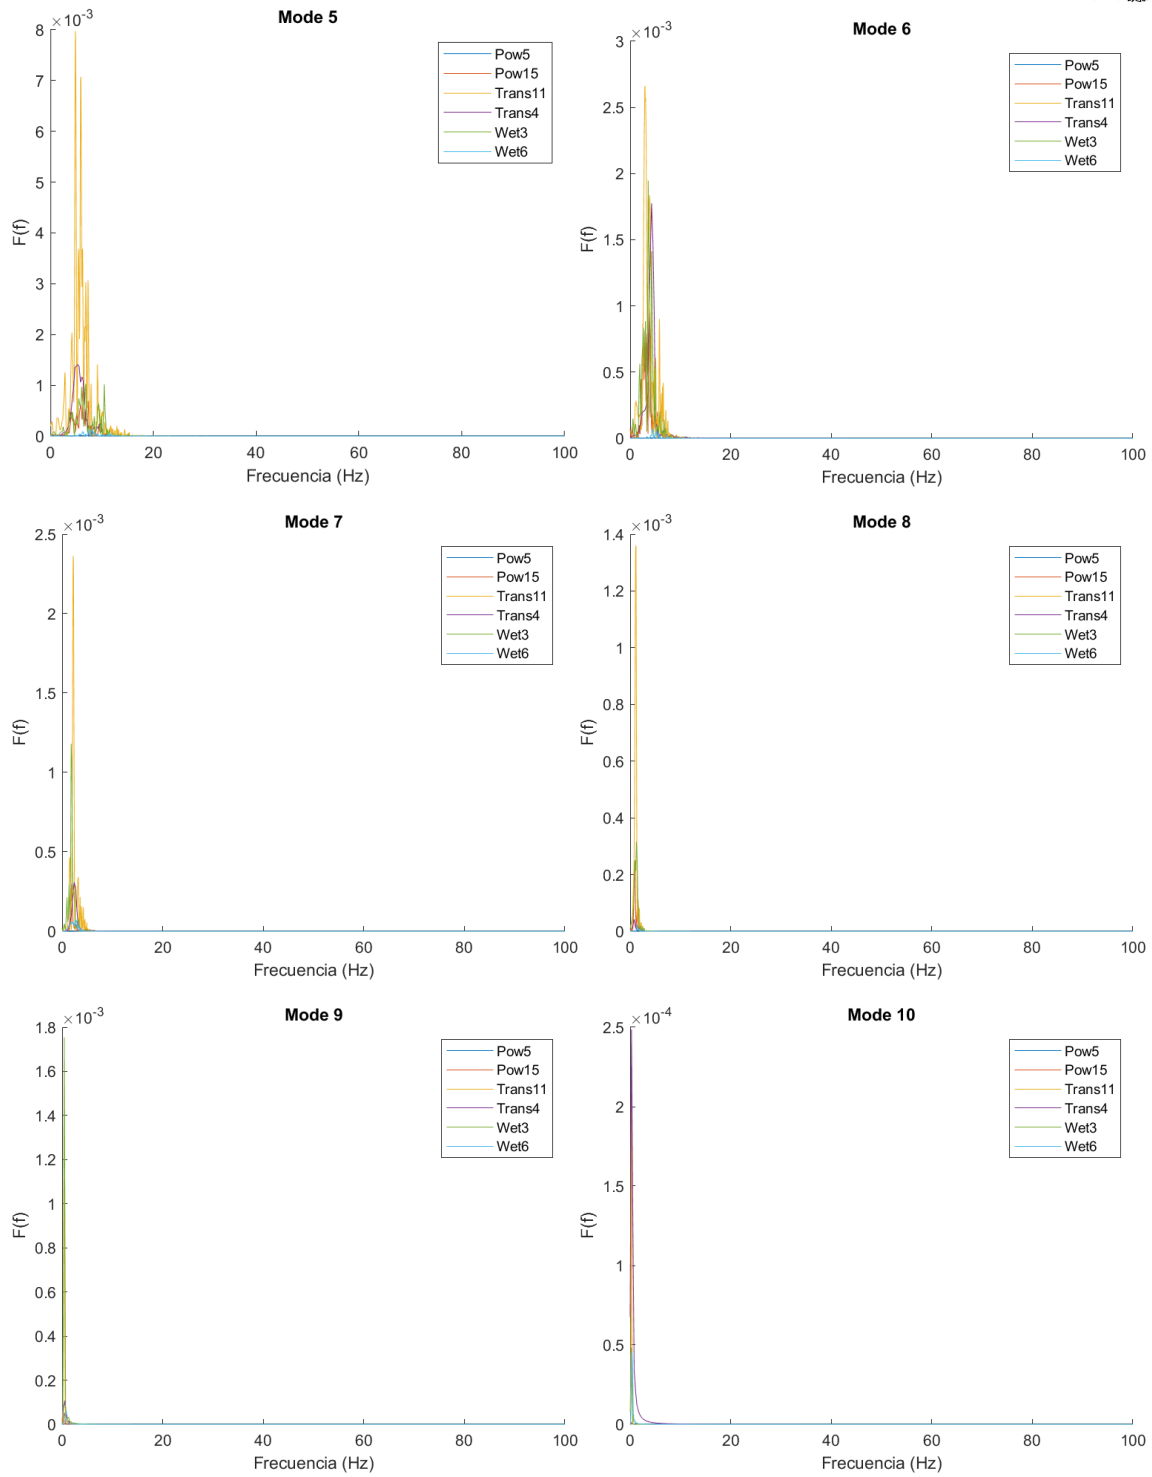 Mode 5
×10-3
8
7
6
5
4
3
2
1
0
F(f)
0 20 40 60 80 100
Frecuencia (Hz)
Pow5
Pow15
Trans11
Trans4
Wet3
Wet6
Mode 6
×10-3
3
2.5
2
1.5
1
0.5
0
F(f)
0 20 40 60 80 100
Frecuencia (Hz)
Pow5
Pow15
Trans11
Trans4
Wet3
Wet6
Mode 7
×10-3
2.5
2
1.5
1
0.5
0
F(f)
0 20 40 60 80 100
Frecuencia (Hz)
Pow5
Pow15
Trans11
Trans4
Wet3
Wet6
Mode 8
×10-3
1.4
1.2
1
0.8
0.6
0.4
0.2
0
F(f)
0 20 40 60 80 100
Frecuencia (Hz)
Pow5
Pow15
Trans11
Trans4
Wet3
Wet6
Mode 9
×10-3
1.8
1.6
1.4
1.2
1
0.8
0.6
0.4
0.2
0
F(f)
0 20 40 60 80 100
Frecuencia (Hz)
Pow5
Pow15
Trans11
Trans4
Wet3
Wet6
Mode 10
×10-4
2.5
2
1.5
1
0.5
0
F(f)
0 20 40 60 80 100
Frecuencia (Hz)
Pow5
Pow15
Trans11
Trans4
Wet3
Wet6